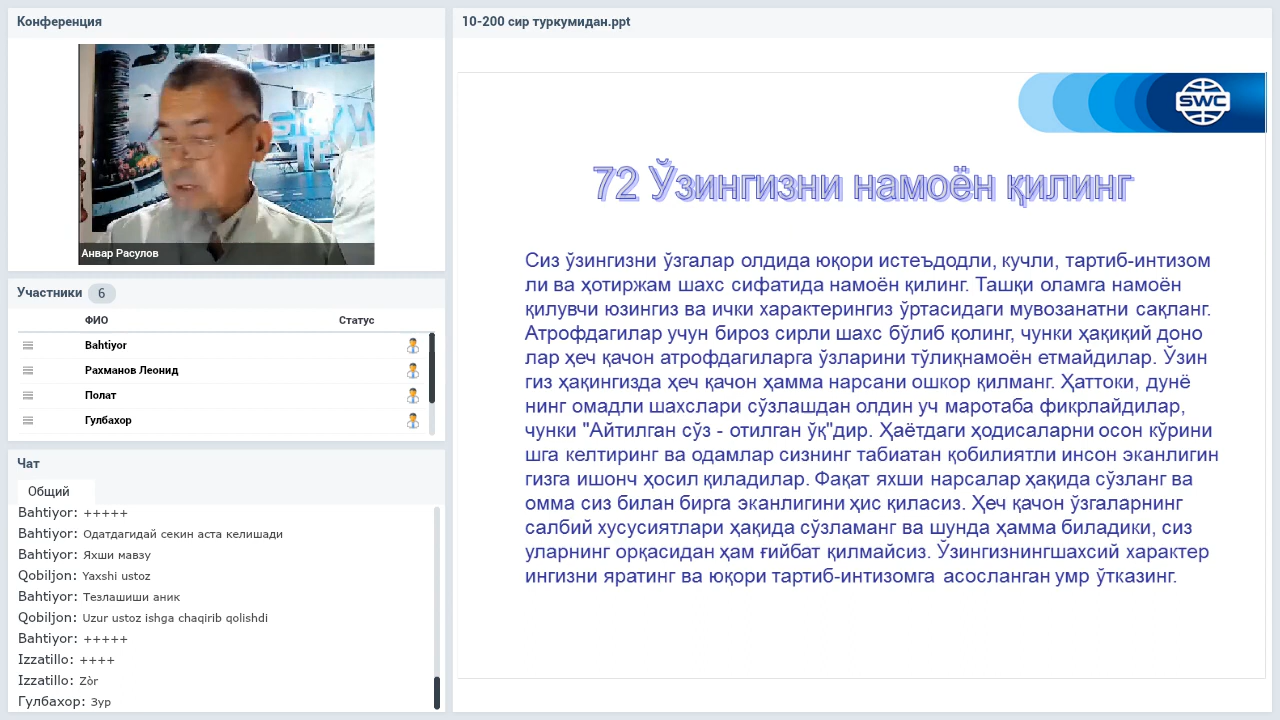 Конференция
Анвар Расулов
Участники 6
ФИО Статус
Bahtiyor
Рахманов Леонид
Полат
Гулбахор
Чат
Общий
Bahtiyor: +++++
Bahtiyor: Одатдагидай секин аста келишади
Bahtiyor: Яхши мавзу
Qobiljon: Yaxshi ustoz
Bahtiyor: Тезлашиши аник
Qobiljon: Uzur ustoz ishga chaqirib qolishdi
Bahtiyor: +++++
Izzatillo: ++++
Izzatillo: Zòr
Гулбахор: Зур
10-200 сир туркумидан.ppt
SWC
72 Ўзингизни намоён қилинг
Сиз ўзингизни ўзгалар олдида юқори истеъдодли, кучли, тартиб-интизом
ли ва ҳотиржам шахс сифатида намоён қилинг. Ташқи оламга намоён
қилувчи юзингиз ва ички характерингиз ўртасидаги мувозанатни сақланг.
Атрофдагилар учун бироз сирли шахс бўлиб қолинг, чунки ҳақиқий доно
лар ҳеч қачон атрофдагиларга ўзларини тўлиқнамоён етмайдилар. Ўзин
гиз ҳақингизда ҳеч қачон ҳамма нарсани ошкор қилманг. Ҳаттоки, дунё
нинг омадли шахслари сўзлашдан олдин уч маротаба фикрлайдилар,
чунки "Айтилган сўз - отилган ўқ"дир. Ҳаётдаги ҳодисаларни осон кўрини
шга келтиринг ва одамлар сизнинг табиатан қобилиятли инсон эканлигин
гизга ишонч ҳосил қиладилар. Фақат яхши нарсалар ҳақида сўзланг ва
омма сиз билан бирга эканлигини ҳис қиласиз. Ҳеч қачон ўзгаларнинг
салбий хусусиятлари ҳақида сўзламанг ва шунда ҳамма биладики, сиз
уларнинг орқасидан ҳам ғийбат қилмайсиз. Ўзингизнингшахсий характер
ингизни яратинг ва юқори тартиб-интизомга асосланган умр ўтказинг.